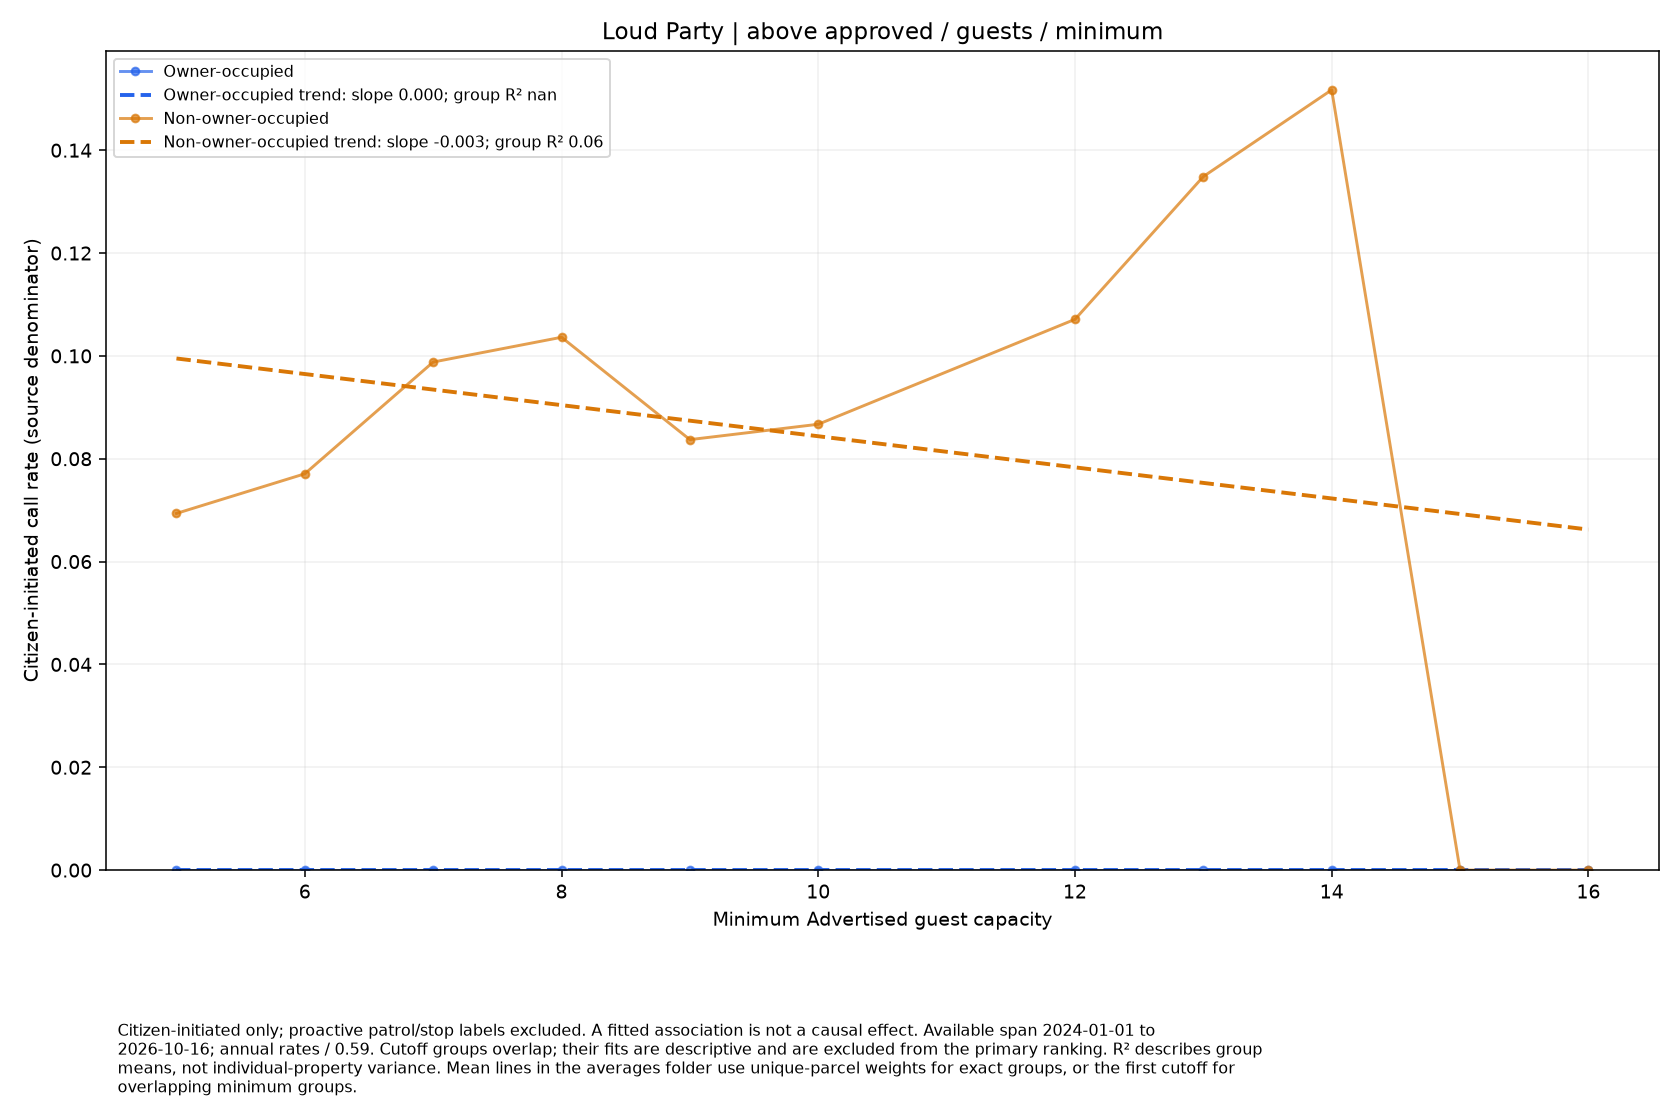 Loud Party | above approved / guests / minimum
Owner-occupied
Owner-occupied trend: slope 0.000; group R² nan
Non-owner-occupied
Non-owner-occupied trend: slope -0.003; group R² 0.06
Citizen-initiated call rate (source denominator)
0.14
0.12
0.10
0.08
0.06
0.04
0.02
0.00
6 8 10 12 14 16
Minimum Advertised guest capacity
Citizen-initiated only; proactive patrol/stop labels excluded. A fitted association is not a causal effect. Available span 2024-01-01 to
2026-10-16; annual rates / 0.59. Cutoff groups overlap; their fits are descriptive and are excluded from the primary ranking. R² describes group
means, not individual-property variance. Mean lines in the averages folder use unique-parcel weights for exact groups, or the first cutoff for
overlapping minimum groups.